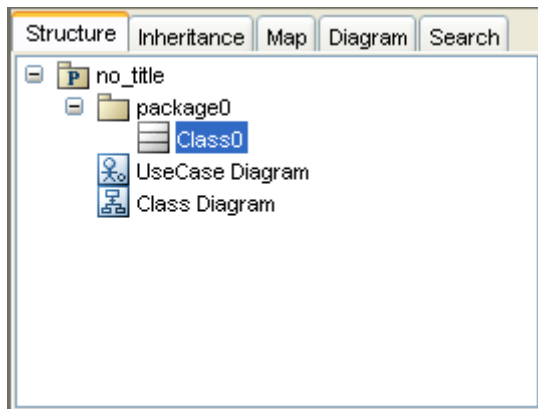 Structure Inheritance Map Diagram Search
P no_title
package0
Class0
UseCase Diagram
Class Diagram